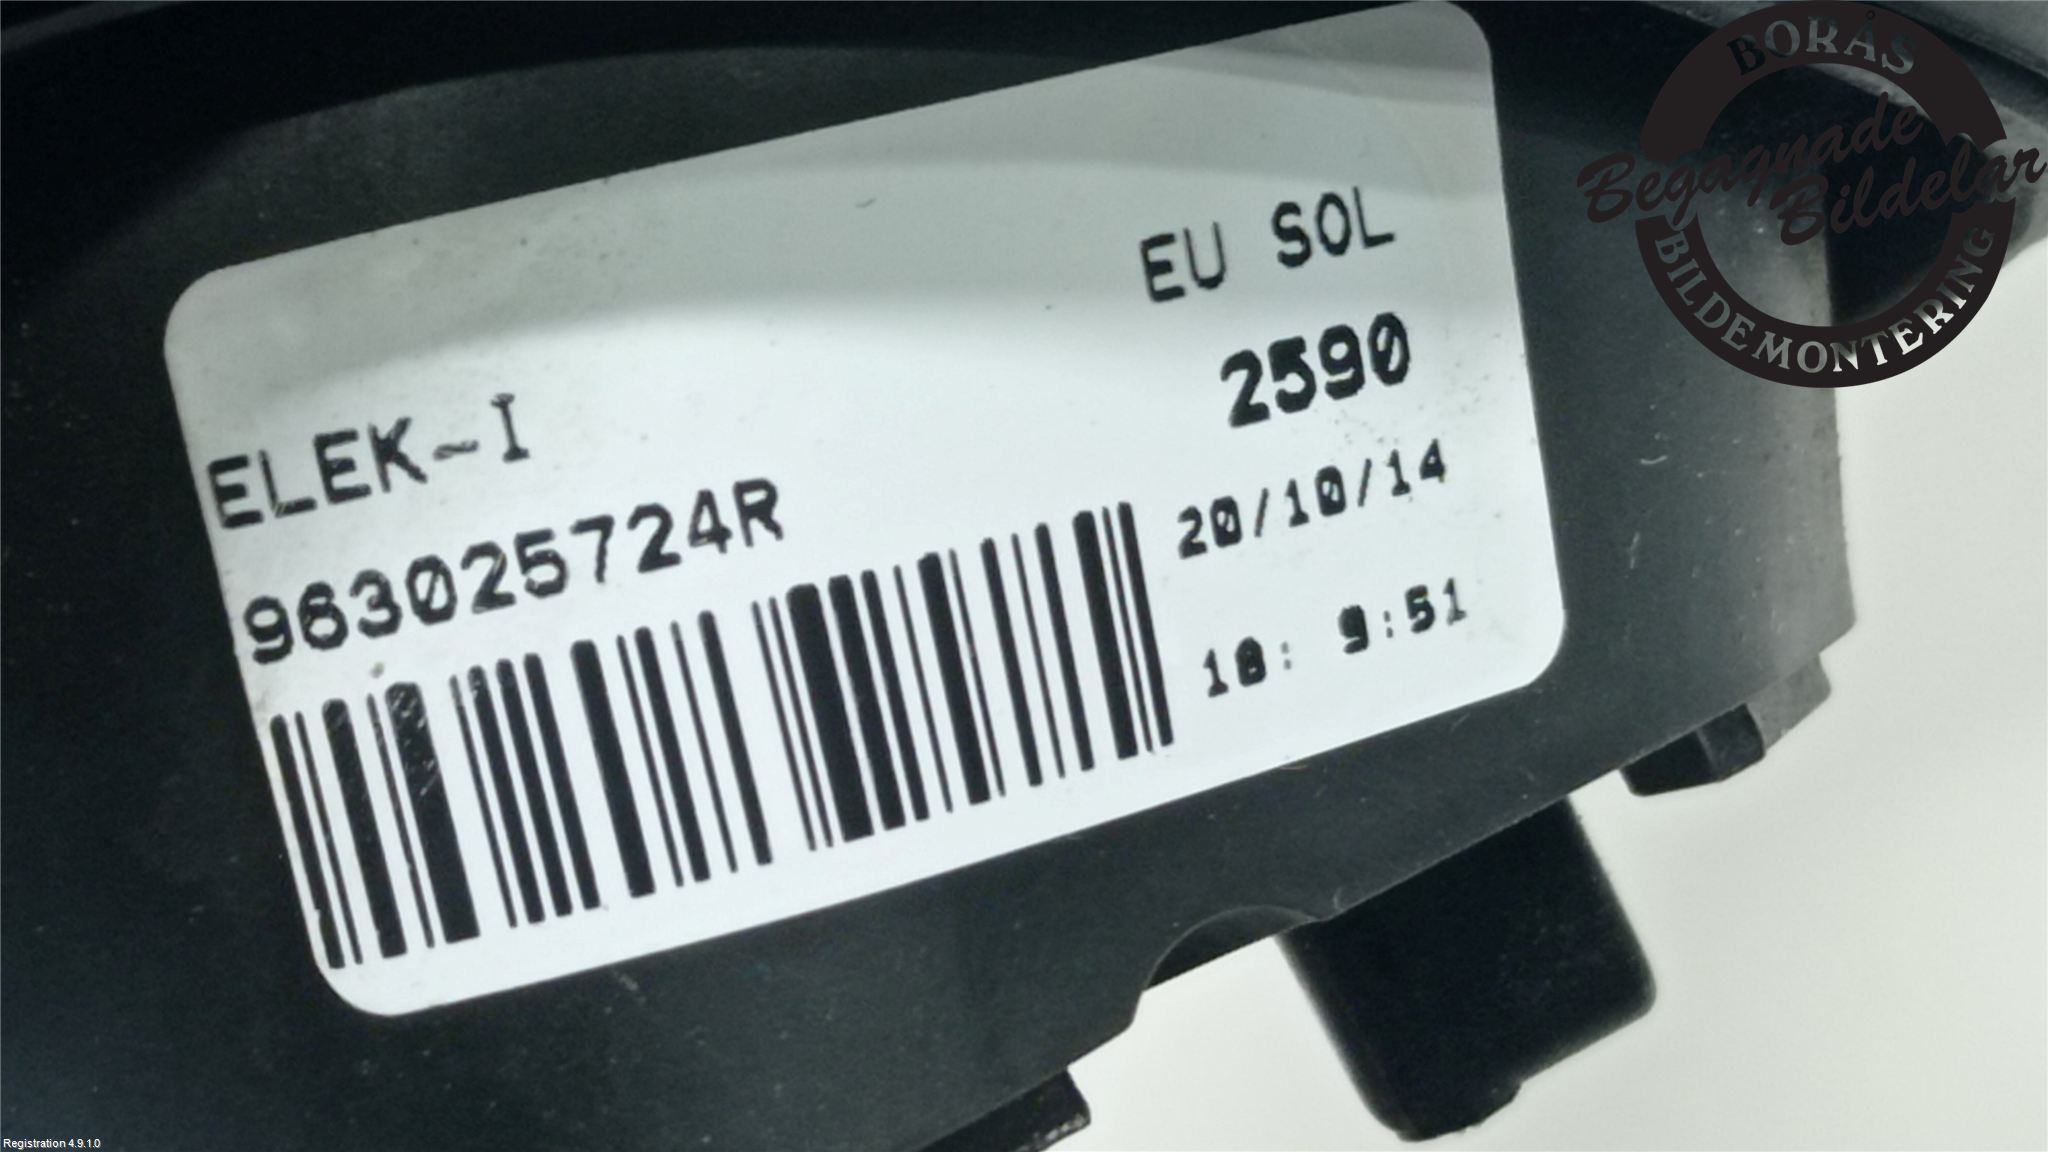 BORÅS
Begagnade
Bildelar
BILDEMONTERING
EU SOL
2590
ELEK-I
963025724R
20/10/14
18: 9:51
Registration 4.9.1.0